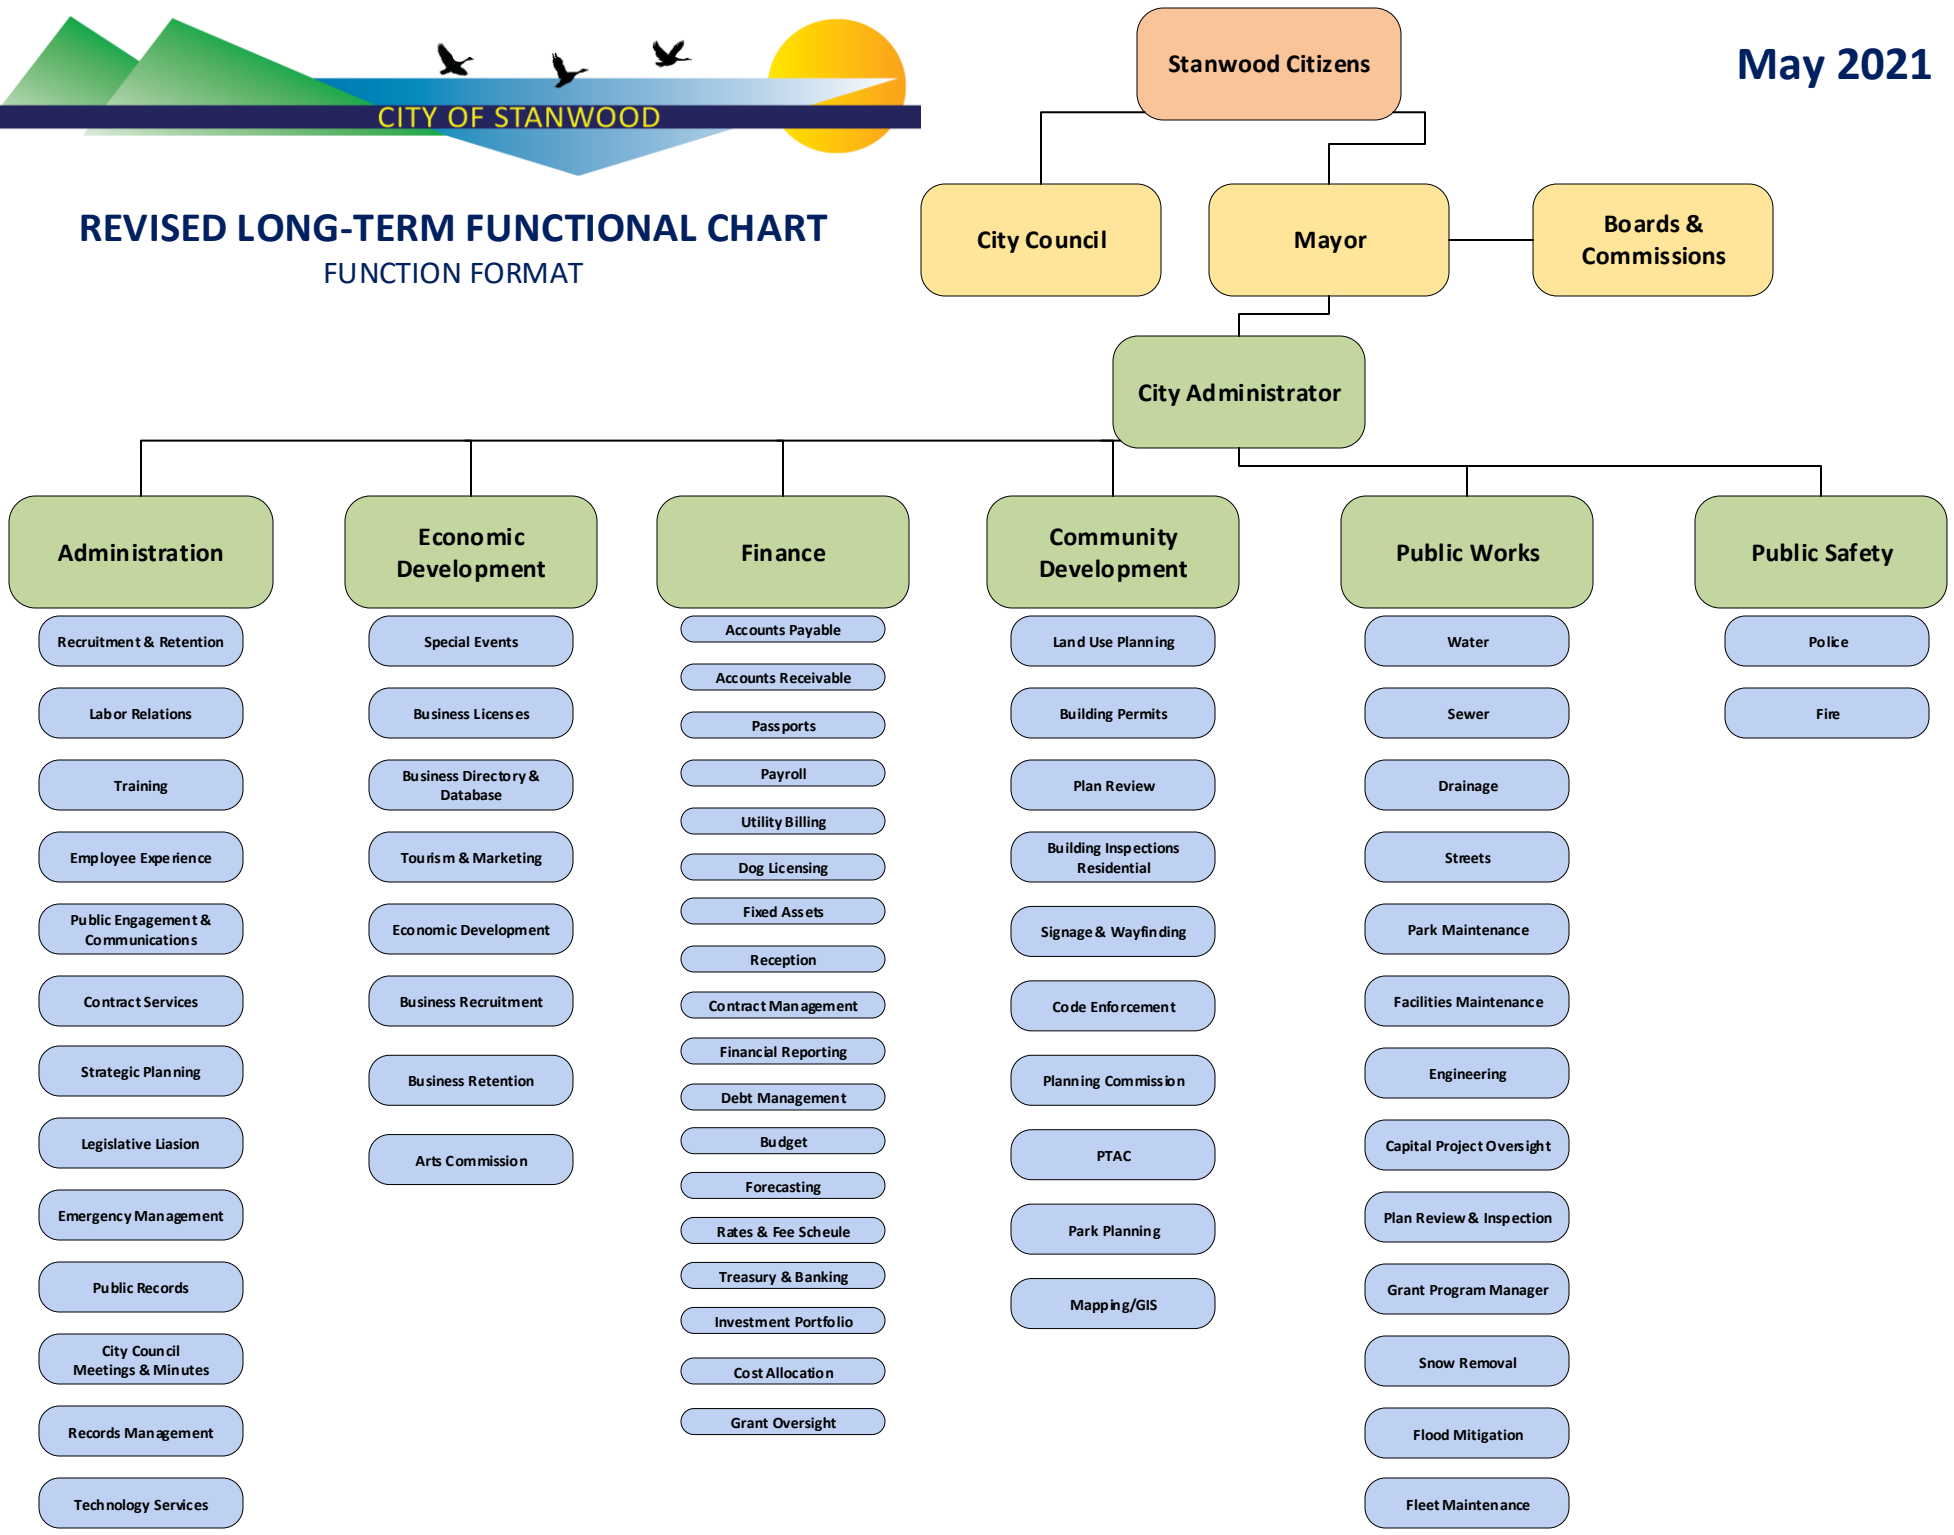 CITY OF STANWOOD
May 2021
REVISED LONG-TERM FUNCTIONAL CHART
FUNCTION FORMAT
Stanwood Citizens
City Council
Mayor
Boards &
Commissions
City Administrator
Administration
Recruitment & Retention
Labor Relations
Training
Employee Experience
Public Engagement &
Communications
Contract Services
Strategic Planning
Legislative Liasion
Emergency Management
Public Records
City Council
Meetings & Minutes
Records Management
Technology Services
Economic
Development
Special Events
Business Licenses
Business Directory &
Database
Tourism & Marketing
Economic Development
Business Recruitment
Business Retention
Arts Commission
Finance
Accounts Payable
Accounts Receivable
Passports
Payroll
Utility Billing
Dog Licensing
Fixed Assets
Reception
Contract Management
Financial Reporting
Debt Management
Budget
Forecasting
Rates & Fee Scheule
Treasury & Banking
Investment Portfolio
Cost Allocation
Grant Oversight
Community
Development
Land Use Planning
Building Permits
Plan Review
Building Inspections
Residential
Signage & Wayfinding
Code Enforcement
Planning Commission
PTAC
Park Planning
Mapping/GIS
Public Works
Water
Sewer
Drainage
Streets
Park Maintenance
Facilities Maintenance
Engineering
Capital Project Oversight
Plan Review & Inspection
Grant Program Manager
Snow Removal
Flood Mitigation
Fleet Maintenance
Public Safety
Police
Fire